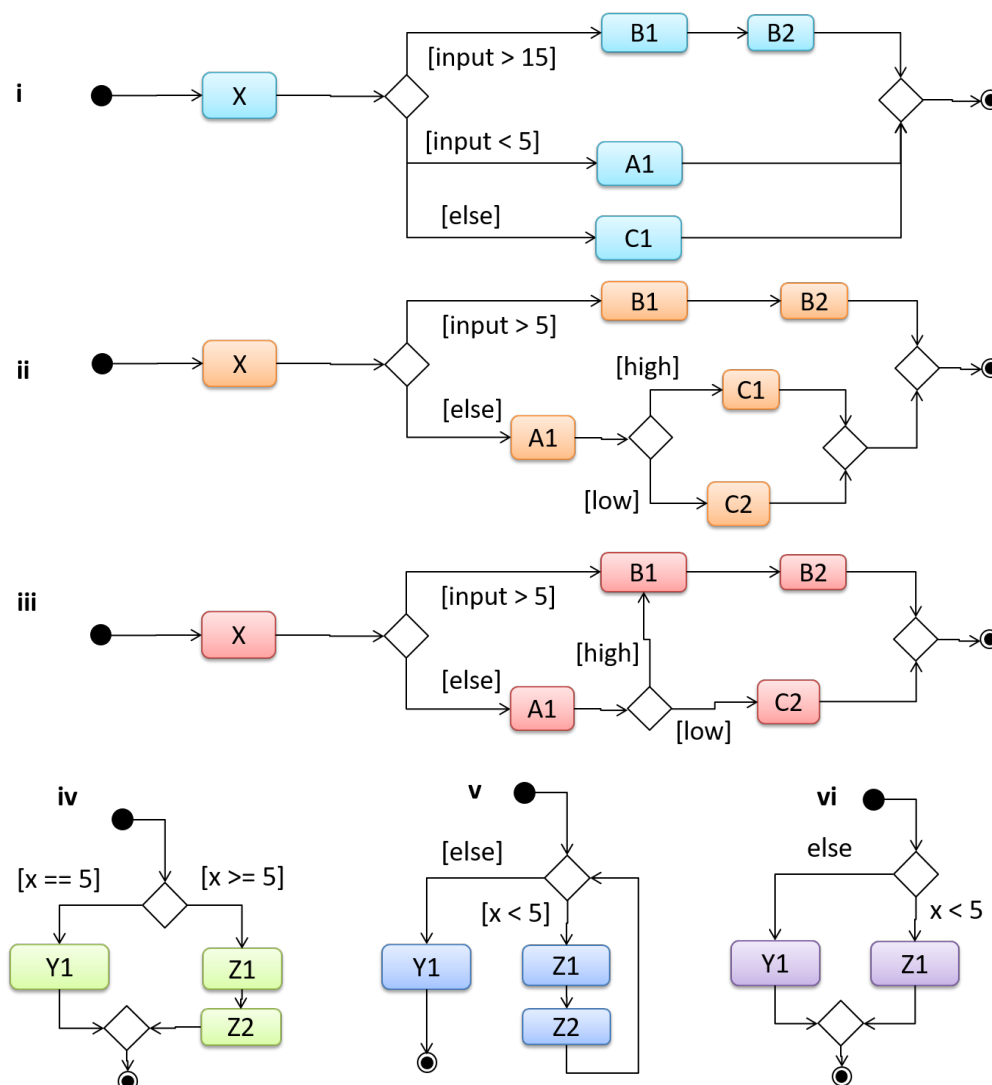 i
X
[input > 15]
B1
B2
[input < 5]
A1
[else]
C1
ii
X
[input > 5]
B1
B2
[else]
A1
[high]
C1
[low]
C2
iii
X
[input > 5]
B1
B2
[high]
[else]
A1
[low]
C2
iv
[x == 5]
[x >= 5]
Y1
Z1
Z2
v
[else]
[x < 5]
Y1
Z1
Z2
vi
else
x < 5
Y1
Z1